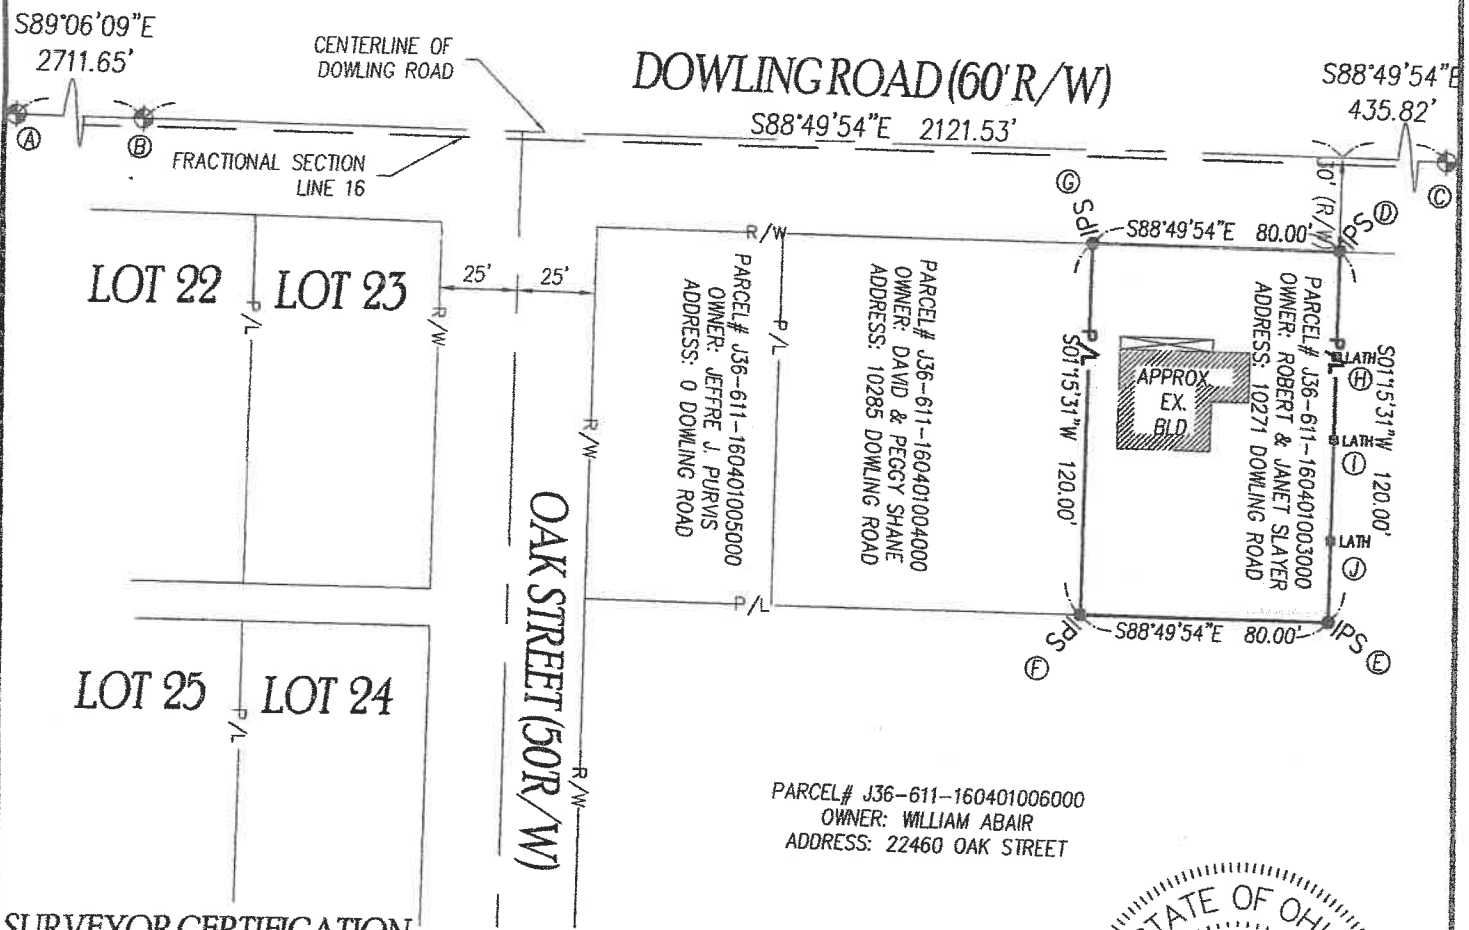 S89°06'09"E
2711.65'
CENTERLINE OF
DOWLING ROAD
DOWLING ROAD (60' R/W)
S88°49'54"E 2121.53'
S88°49'54"E
435.82'
A
B
C
FRACTIONAL SECTION
LINE 16
G
IPS
S88°49'54"E 80.00'
30' (R/W)
IPS
D
R/W
LOT 22
P/L
LOT 23
R/W
25'
25'
PARCEL# J36-611-160401005000
OWNER: JEFFRE J. PURVIS
ADDRESS: 0 DOWLING ROAD
P/L
PARCEL# J36-611-160401004000
OWNER: DAVID & PEGGY SHANE
ADDRESS: 10285 DOWLING ROAD
P/L
S01°15'31"W 120.00'
APPROX
EX.
BLD.
PARCEL# J36-611-160401003000
OWNER: ROBERT & JANET SLAYER
ADDRESS: 10271 DOWLING ROAD
P/L
S01°15'31"W 120.00'
LATH
H
LATH
I
LATH
J
R/W
OAK STREET (50'R/W)
P/L
S88°49'54"E 80.00'
IPS
F
IPS
E
LOT 25
P/L
LOT 24
R/W
PARCEL# J36-611-160401006000
OWNER: WILLIAM ABAIR
ADDRESS: 22460 OAK STREET
SURVEYOR CERTIFICATION
STATE OF OHI